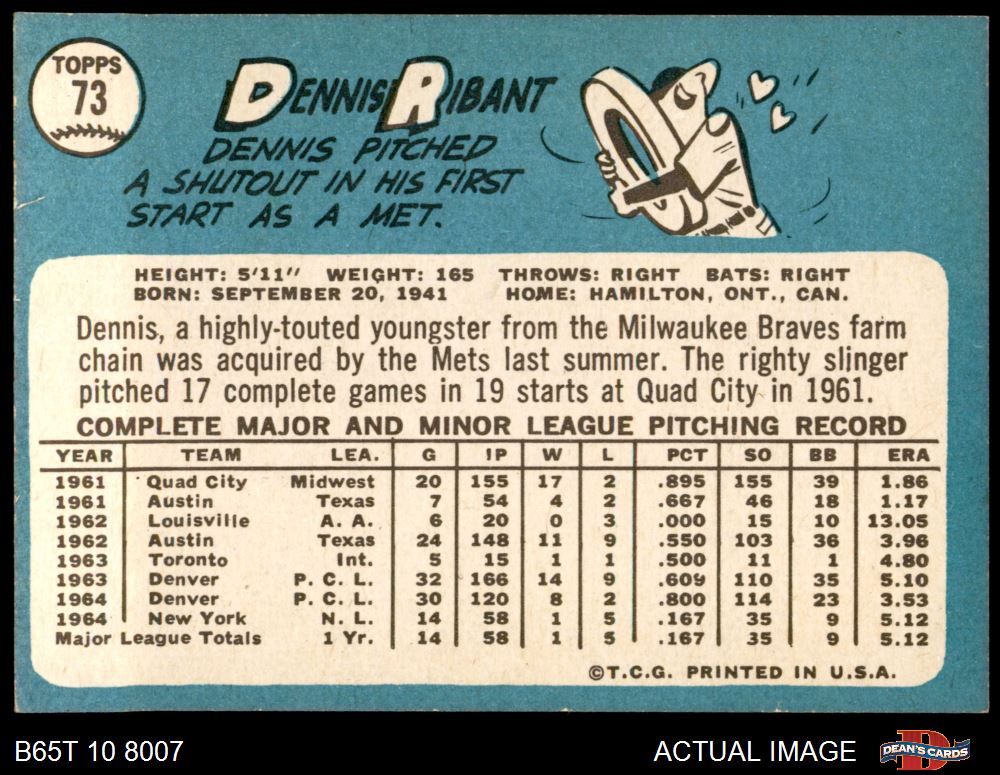 TOPPS
73
DENNIS RIBANT
DENNIS PITCHED
A SHUTOUT IN HIS FIRST
START AS A MET.
HEIGHT: 5'11" WEIGHT: 165 THROWS: RIGHT BATS: RIGHT
BORN: SEPTEMBER 20, 1941 HOME: HAMILTON, ONT., CAN.
Dennis, a highly-touted youngster from the Milwaukee Braves farm
chain was acquired by the Mets last summer. The righty slinger
pitched 17 complete games in 19 starts at Quad City in 1961.
COMPLETE MAJOR AND MINOR LEAGUE PITCHING RECORD
YEAR TEAM LEA. G IP W L PCT SO BB ERA
1961 Quad City Midwest 20 155 17 2 .895 155 39 1.86
1961 Austin Texas 7 54 4 2 .667 46 18 1.17
1962 Louisville A. A. 6 20 0 3 .000 15 10 13.05
1962 Austin Texas 24 148 11 9 .550 103 36 3.96
1963 Toronto Int. 5 15 1 1 .500 11 1 4.80
1963 Denver P. C. L. 32 166 14 9 .609 110 35 5.10
1964 Denver P. C. L. 30 120 8 2 .800 114 23 3.53
1964 New York N. L. 14 58 1 5 .167 35 9 5.12
Major League Totals 1 Yr. 14 58 1 5 .167 35 9 5.12
©T.C.G. PRINTED IN U.S.A.
B65T 10 8007 ACTUAL IMAGE DEAN'S CARDS